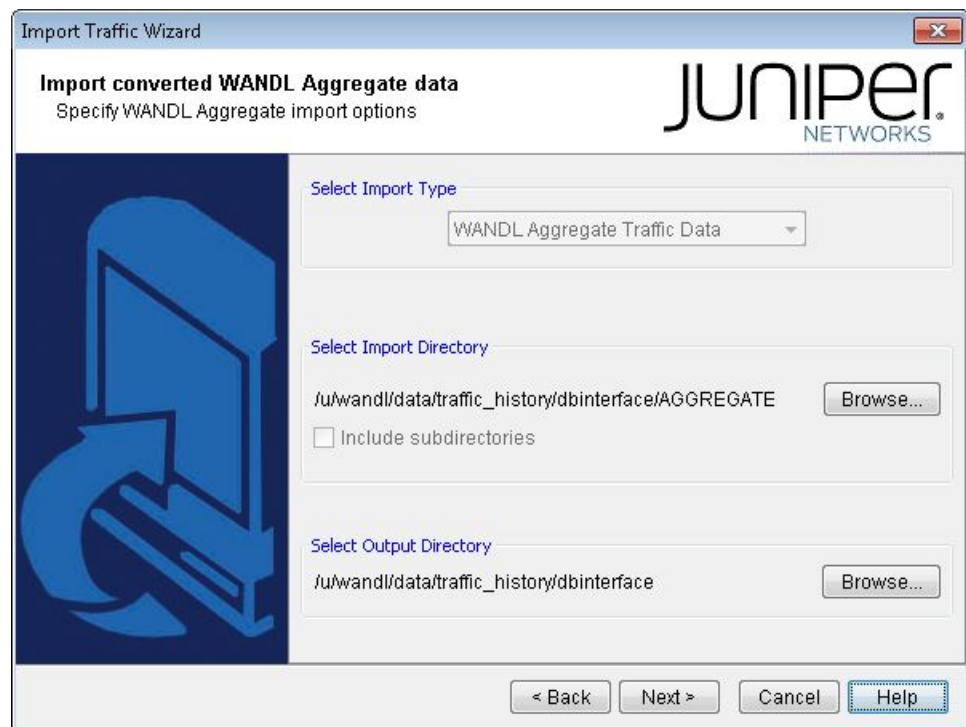 Import Traffic Wizard
Import converted WANDL Aggregate data
Specify WANDL Aggregate import options
JUNIPER
NETWORKS
Select Import Type
WANDL Aggregate Traffic Data
Select Import Directory
/u/wandl/data/traffic_history/dbinterface/AGGREGATE
Browse...
Include subdirectories
Select Output Directory
/u/wandl/data/traffic_history/dbinterface
Browse...
< Back
Next >
Cancel
Help